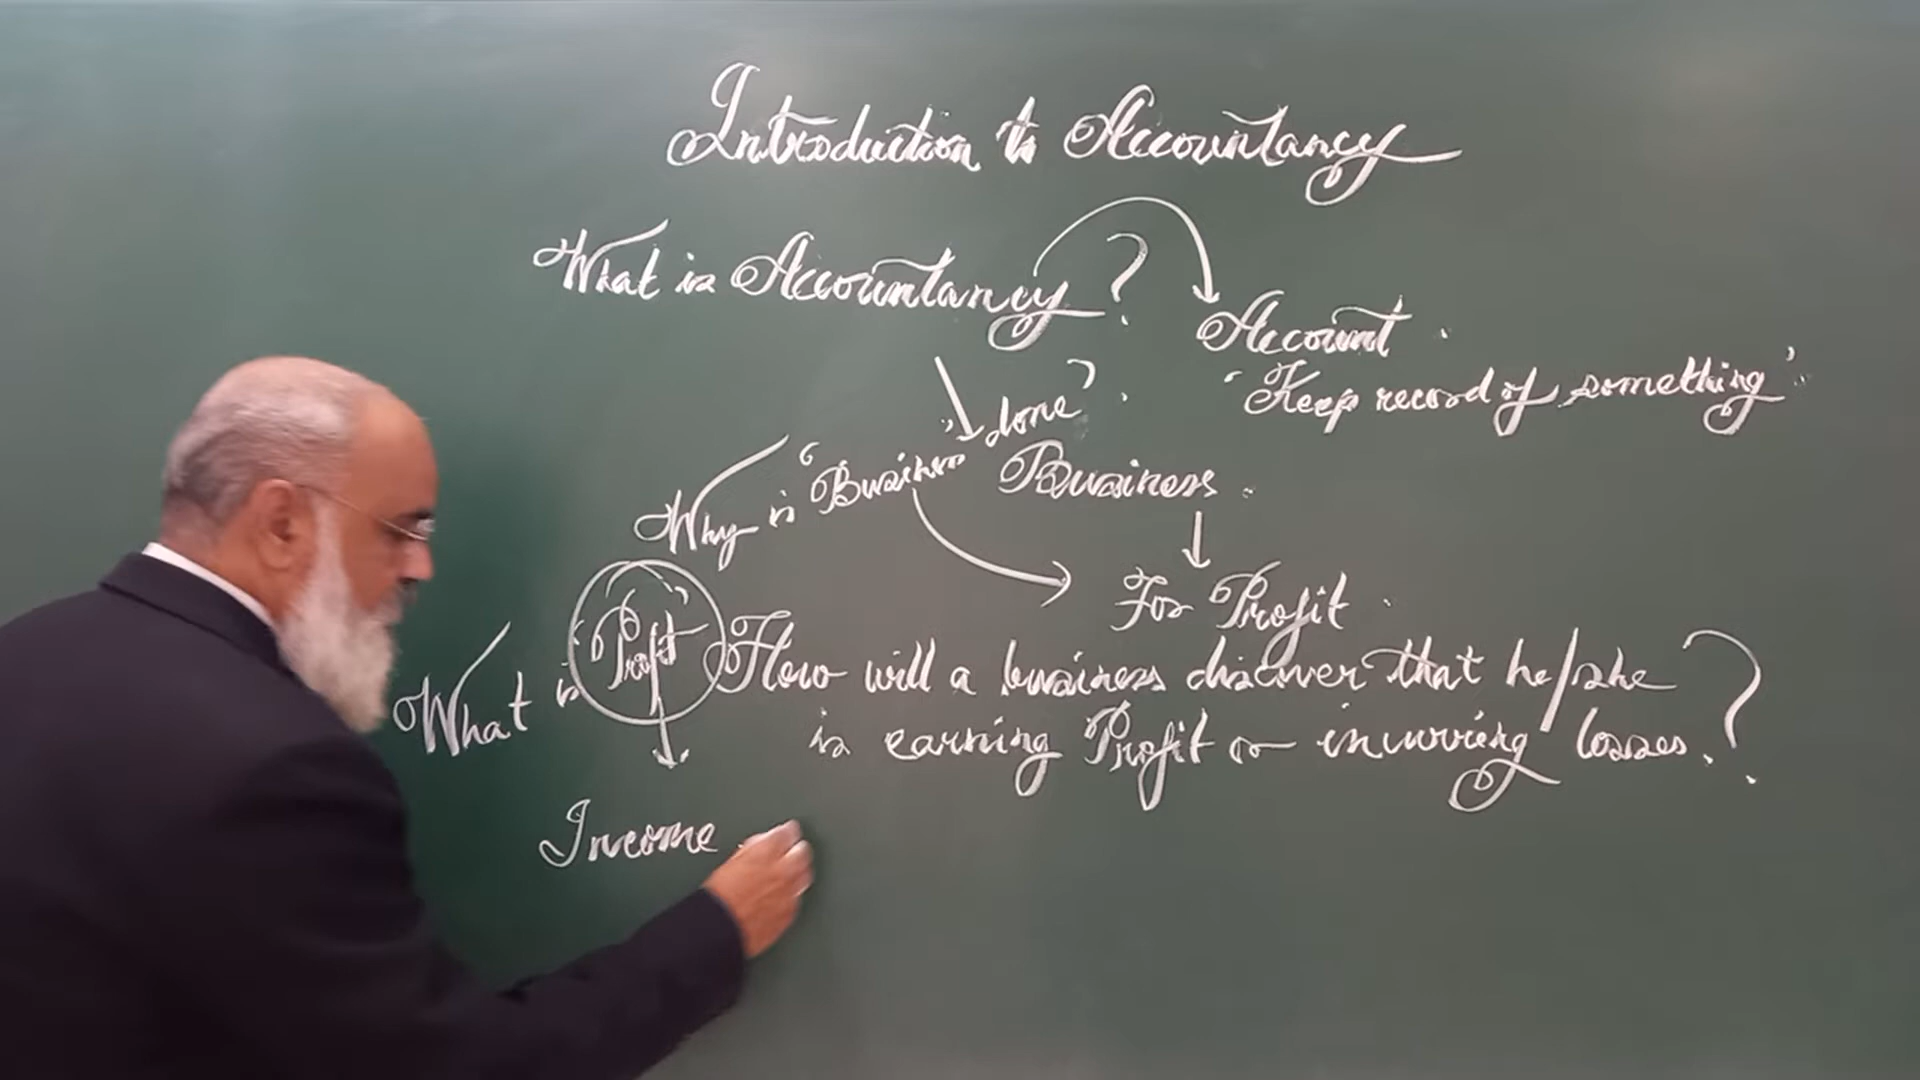 Introduction to Accountancy
What is Accountancy ?
Account .
"Keep record of something"
Why is "Business" done ?
Business .
For Profit .
What is "Profit"
How will a business discover that he/she
is earning Profit or incurring losses. ?
Income